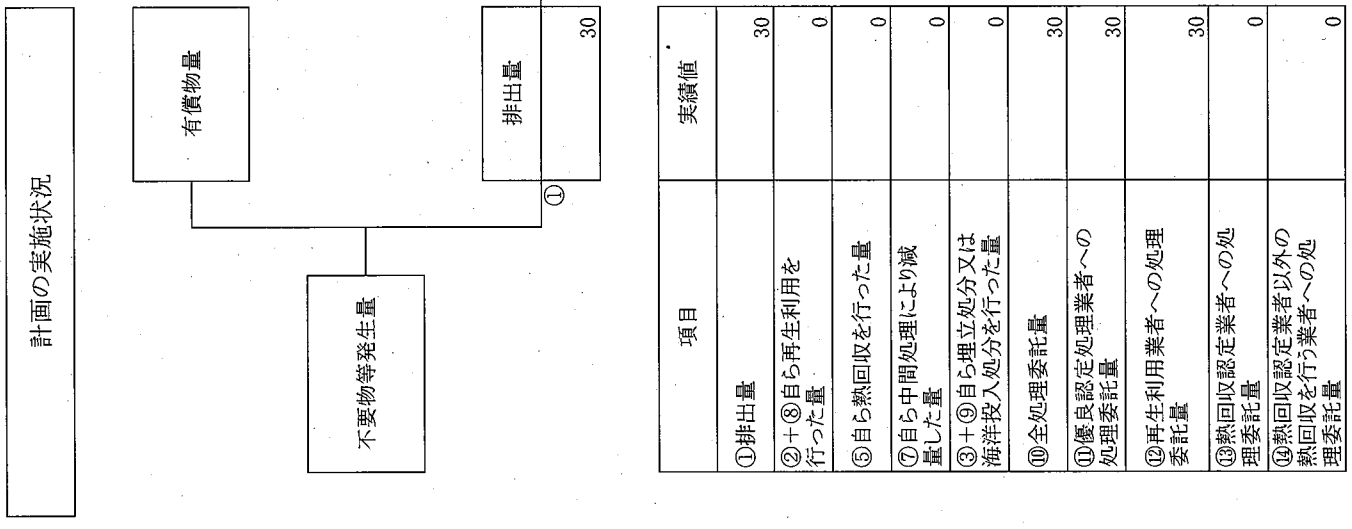 計画の実施状況
有償物量
不要物等発生量
①
排出量
30
項目
実績値
①排出量
30
②+⑧自ら再生利用を
行った量
0
⑤自ら熱回収を行った量
0
⑦自ら中間処理により減
量した量
0
③+⑨自ら埋立処分又は
海洋投入処分を行った量
0
⑩全処理委託量
30
⑪優良認定処理業者への
処理委託量
30
⑫再生利用業者への処理
委託量
30
⑬熱回収認定業者への処
理委託量
0
⑭熱回収認定業者以外の
熱回収を行う業者への処
理委託量
0